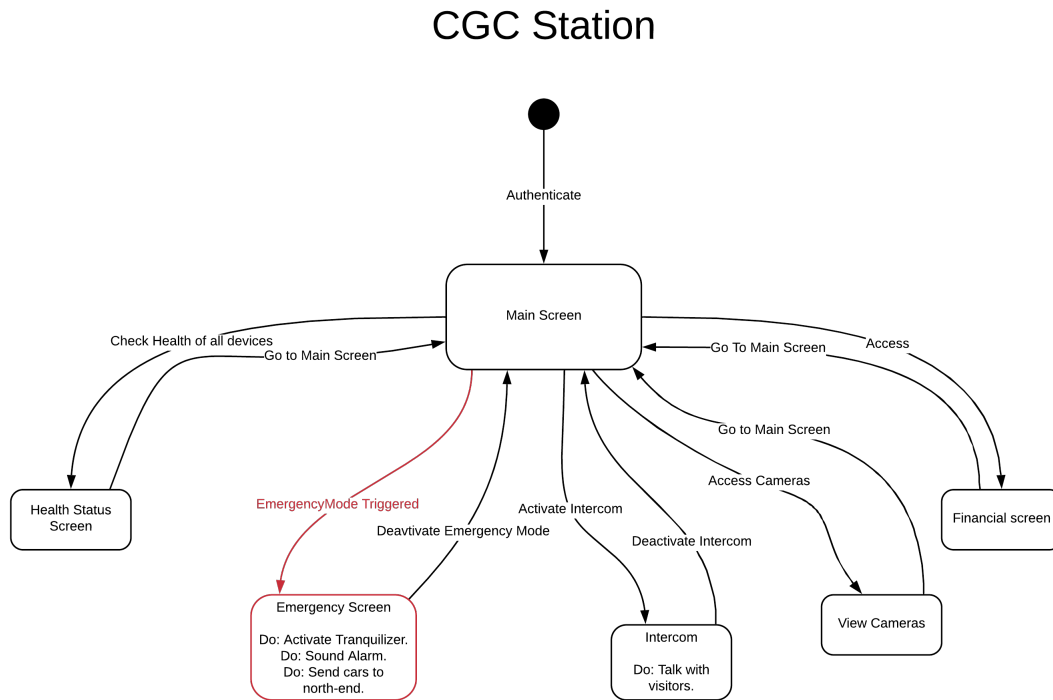 CGC Station
Authenticate
Main Screen
Check Health of all devices
Go to Main Screen
Go To Main Screen
Access
Go to Main Screen
Access Cameras
EmergencyMode Triggered
Activate Intercom
Deavtivate Emergency Mode
Deactivate Intercom
Health Status
Screen
Financial screen
Emergency Screen
Do: Activate Tranquilizer.
Do: Sound Alarm.
Do: Send cars to
north-end.
Intercom
Do: Talk with
visitors.
View Cameras